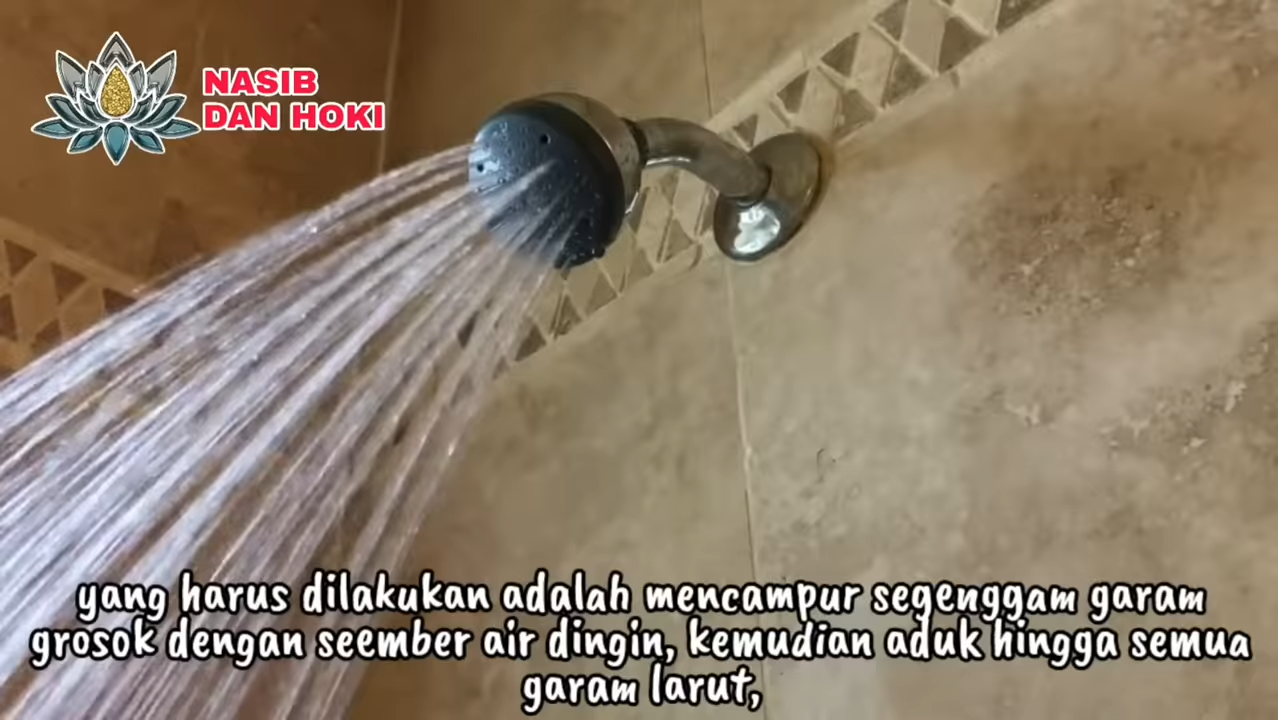 NASIB
DAN HOKI
yang harus dilakukan adalah mencampur segenggam garam
grosok dengan seember air dingin, kemudian aduk hingga semua
garam larut,